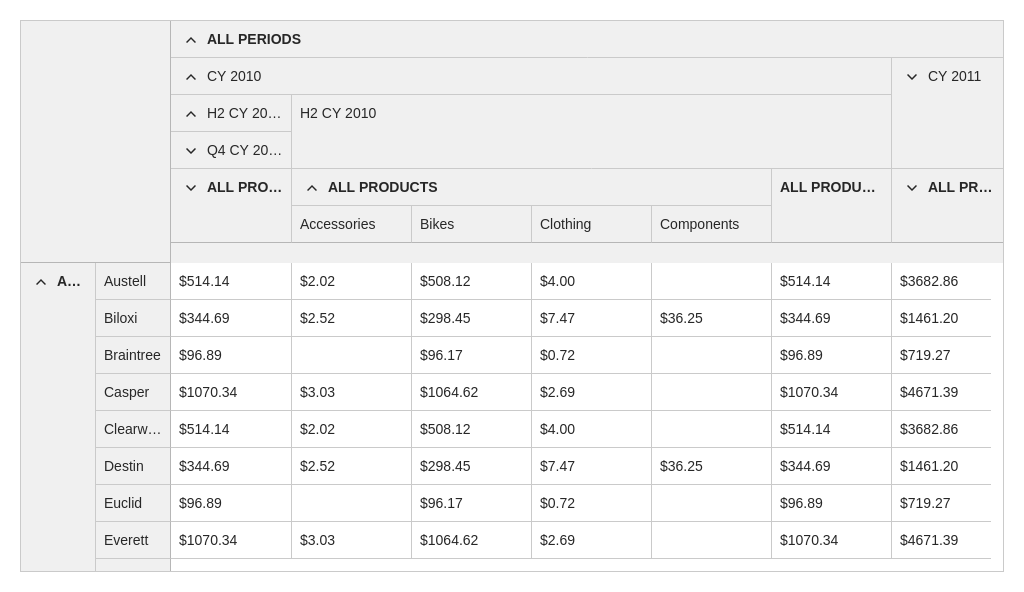 ALL PERIODS
CY 2010 CY 2011
H2 CY 20… H2 CY 2010
Q4 CY 20…
ALL PRO… ALL PRODUCTS ALL PRODU… ALL PR…
Accessories Bikes Clothing Components
A… Austell $514.14 $2.02 $508.12 $4.00 $514.14 $3682.86
Biloxi $344.69 $2.52 $298.45 $7.47 $36.25 $344.69 $1461.20
Braintree $96.89 $96.17 $0.72 $96.89 $719.27
Casper $1070.34 $3.03 $1064.62 $2.69 $1070.34 $4671.39
Clearw… $514.14 $2.02 $508.12 $4.00 $514.14 $3682.86
Destin $344.69 $2.52 $298.45 $7.47 $36.25 $344.69 $1461.20
Euclid $96.89 $96.17 $0.72 $96.89 $719.27
Everett $1070.34 $3.03 $1064.62 $2.69 $1070.34 $4671.39